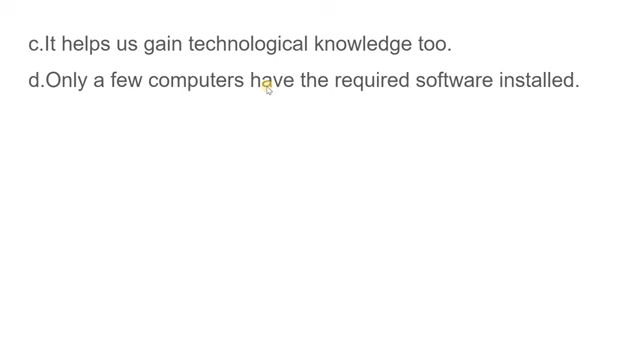 c.It helps us gain technological knowledge too.
d.Only a few computers have the required software installed.